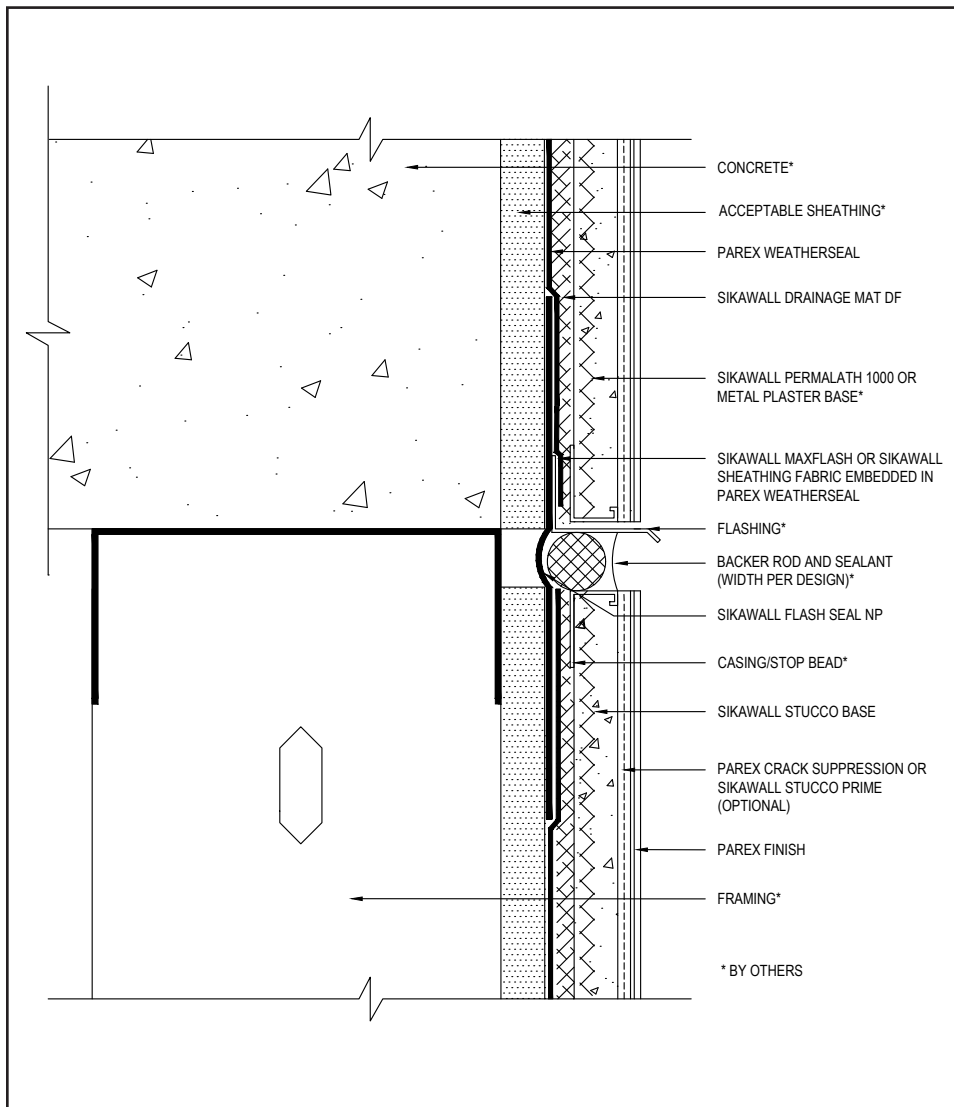 CONCRETE*
ACCEPTABLE SHEATHING*
PAREX WEATHERSEAL
SIKAWALL DRAINAGE MAT DF
SIKAWALL PERMALATH 1000 OR
METAL PLASTER BASE*
SIKAWALL MAXFLASH OR SIKAWALL
SHEATHING FABRIC EMBEDDED IN
PAREX WEATHERSEAL
FLASHING*
BACKER ROD AND SEALANT
(WIDTH PER DESIGN)*
SIKAWALL FLASH SEAL NP
CASING/STOP BEAD*
SIKAWALL STUCCO BASE
PAREX CRACK SUPPRESSION OR
SIKAWALL STUCCO PRIME
(OPTIONAL)
PAREX FINISH
FRAMING*
* BY OTHERS